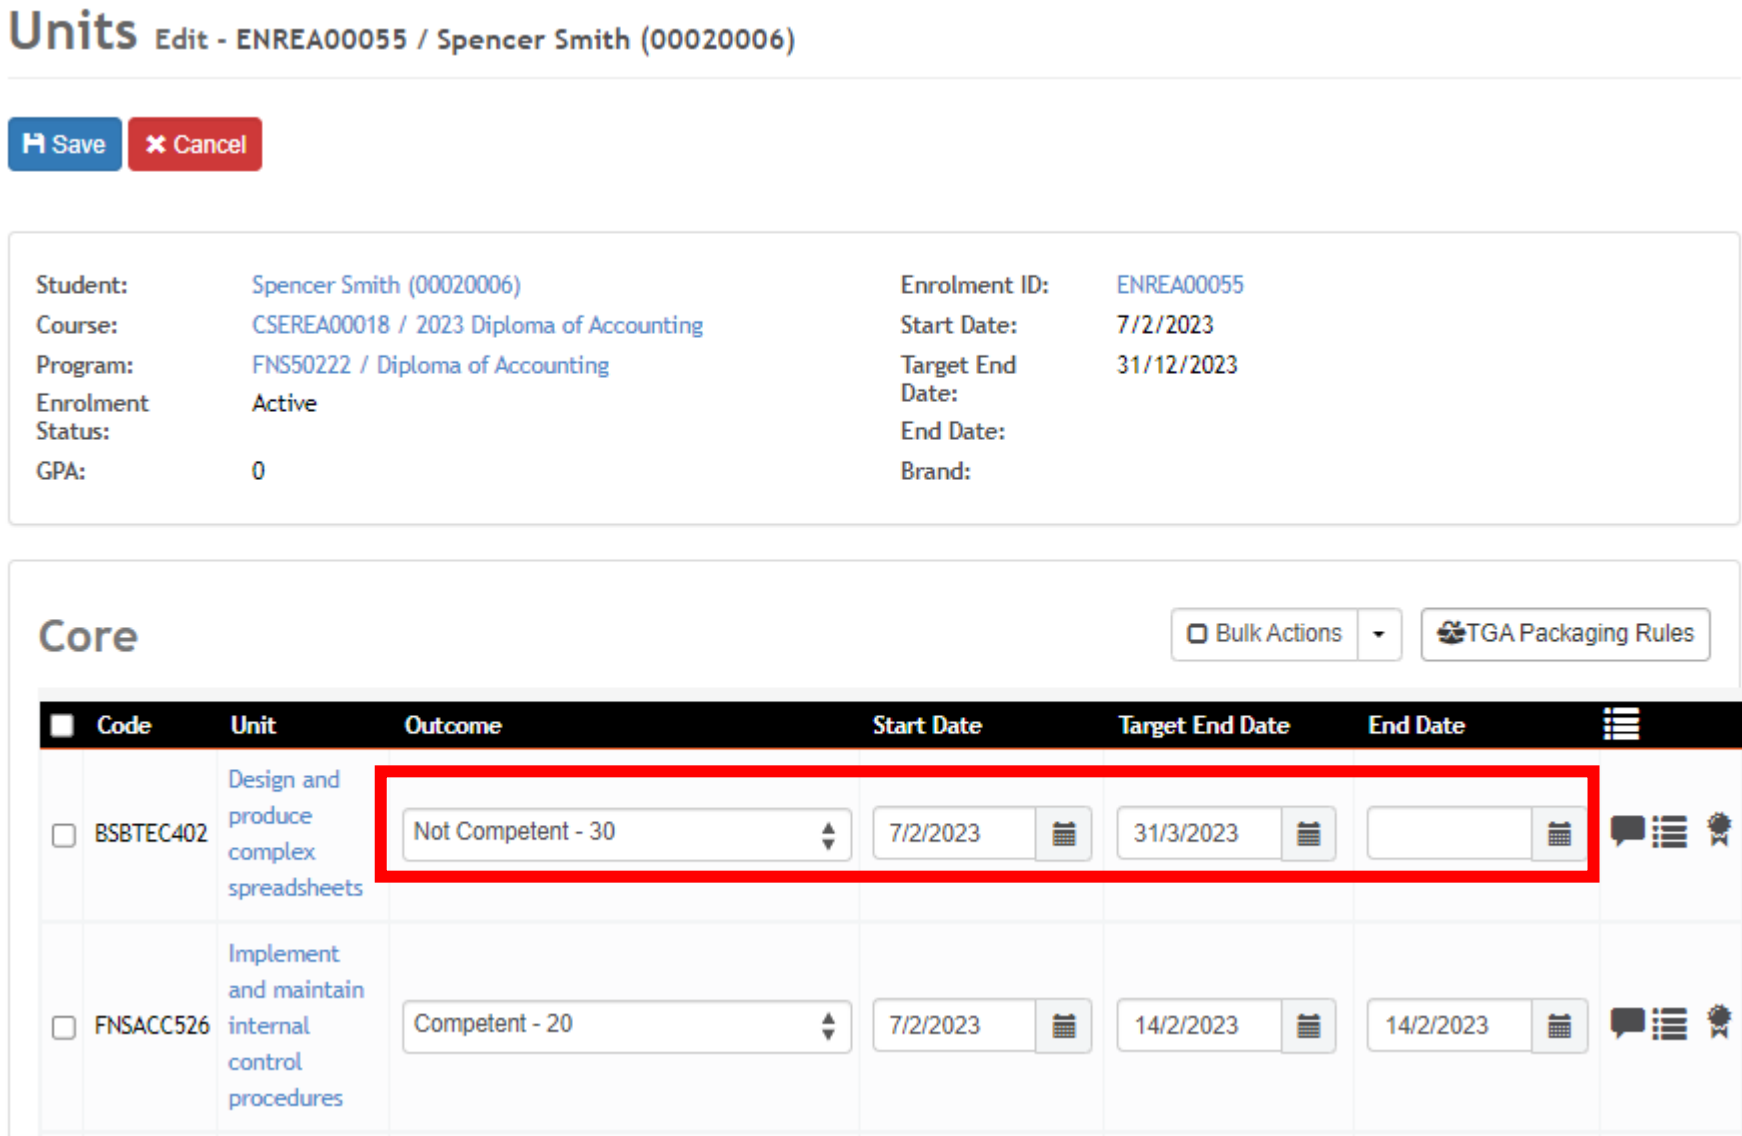 Units Edit - ENREA00055 / Spencer Smith (00020006)
Save Cancel
Student: Spencer Smith (00020006) Enrolment ID: ENREA00055
Course: CSEREA00018 / 2023 Diploma of Accounting Start Date: 7/2/2023
Program: FNS50222 / Diploma of Accounting Target End Date: 31/12/2023
Enrolment Status: Active End Date:
GPA: 0 Brand:
Core Bulk Actions TGA Packaging Rules
Code Unit Outcome Start Date Target End Date End Date
BSBTEC402 Design and produce complex spreadsheets Not Competent - 30 7/2/2023 31/3/2023
FNSACC526 Implement and maintain internal control procedures Competent - 20 7/2/2023 14/2/2023 14/2/2023